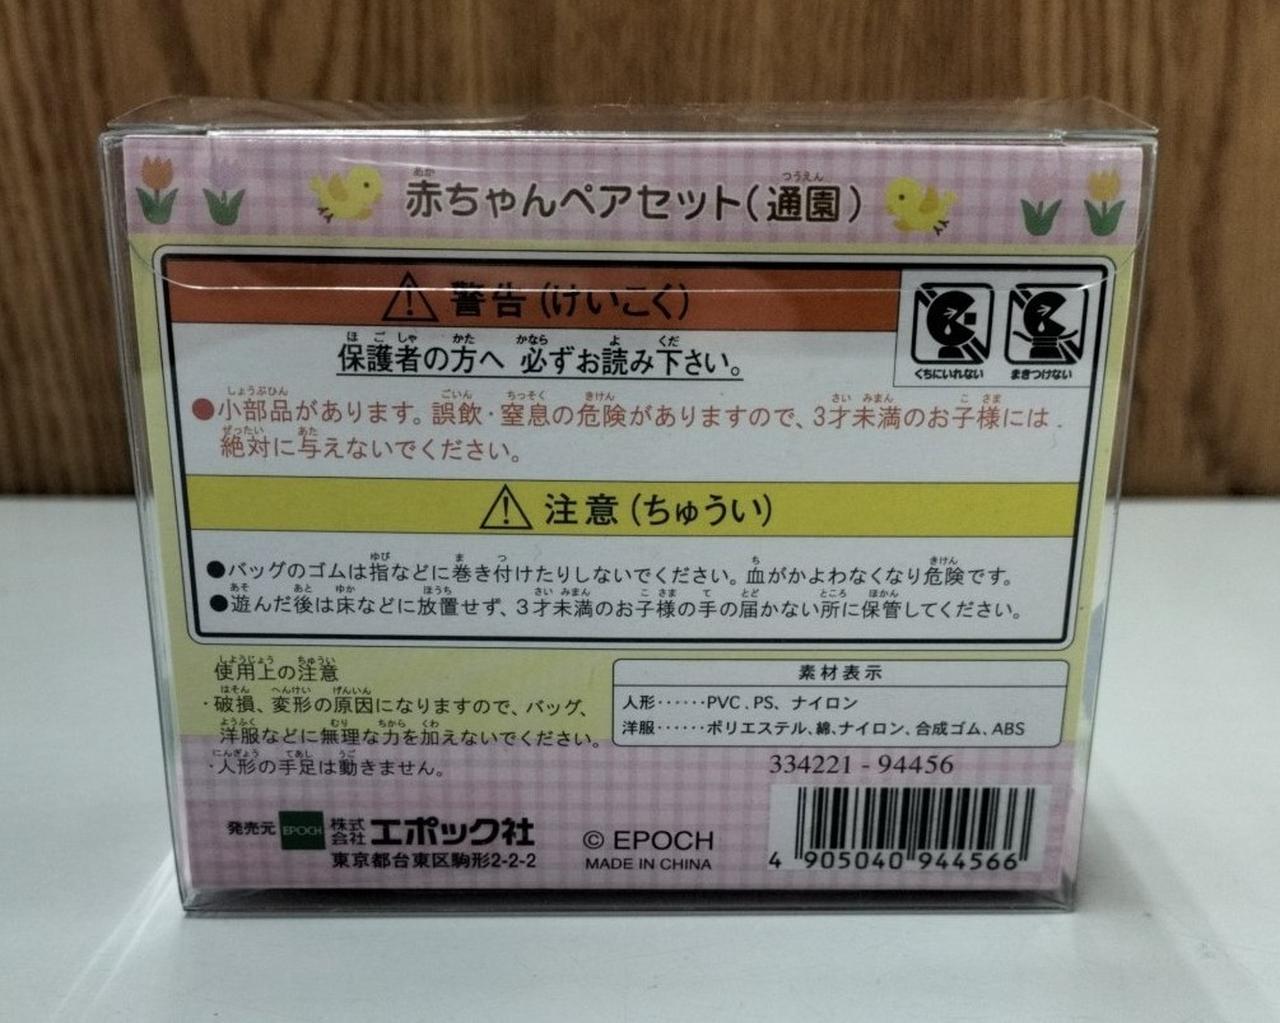 赤ちゃんペアセット(通園)
警告(けいこく)
くちにいれない まきつけない
保護者の方へ 必ずお読み下さい。
●小部品があります。誤飲・窒息の危険がありますので、3才未満のお子様には
絶対に与えないでください。
注意(ちゅうい)
●バッグのゴムは指などに巻き付けたりしないでください。血がかよわなくなり危険です。
●遊んだ後は床などに放置せず、3才未満のお子様の手の届かない所に保管してください。
使用上の注意
・破損、変形の原因になりますので、バッグ、
洋服などに無理な力を加えないでください。
・人形の手足は動きません。
素材表示
人形……PVC、PS、ナイロン
洋服……ポリエステル、綿、ナイロン、合成ゴム、ABS
334221 - 94456
発売元 EPOCH 株式会社 エポック社
東京都台東区駒形2-2-2
© EPOCH
MADE IN CHINA
4 905040 944566